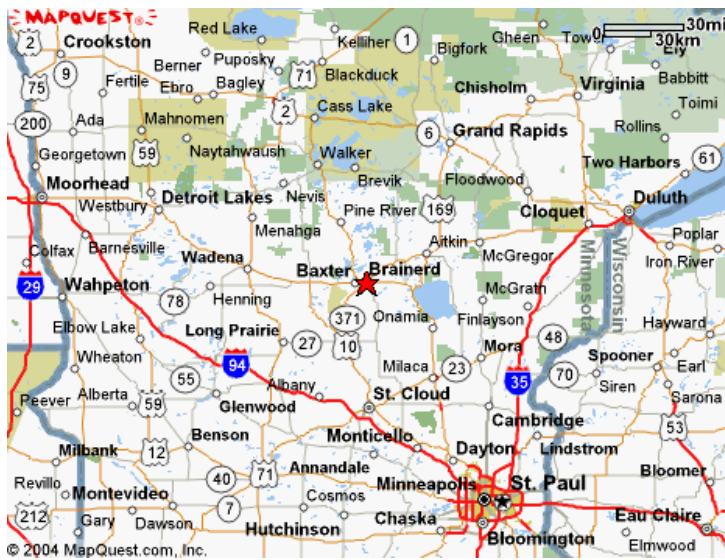 MAPQUEST
30mi
30km
2
Crookston
Red Lake
Kelliher
1
Gheen
Tower
Ely
Bigfork
Berner
Puposky
71
Blackduck
Babbitt
75
9
Fertile
Ebro
Bagley
2
Chisholm
Virginia
Cass Lake
Toimi
200
Ada
Mahnomen
6
Grand Rapids
Rollins
Georgetown
59
Naytahwaush
Walker
Two Harbors
61
Moorhead
Brevik
Floodwood
Westbury
Detroit Lakes
Nevis
169
Duluth
Pine River
Cloquet
Menahga
Colfax
Barnesville
Aitkin
Poplar
Wadena
McGregor
Minnesota
Wisconsin
Iron River
Baxter
Brainerd
29
Wahpeton
78
Henning
McGrath
371
Onamia
Finlayson
Hayward
Elbow Lake
Long Prairie
27
10
48
Wheaton
94
Mora
Spooner
Earl
Milaca
23
35
70
Siren
55
Albany
St. Cloud
Sarona
Peever
Alberta
59
Glenwood
Cambridge
53
Benson
Monticello
Dayton
Lindstrom
Milbank
12
Annandale
Bloomer
Revillo
40
71
Minneapolis
St. Paul
Montevideo
Cosmos
7
212
Gary
Dawson
Hutchinson
Chaska
Bloomington
Eau Claire
Elmwood
© 2004 MapQuest.com, Inc.